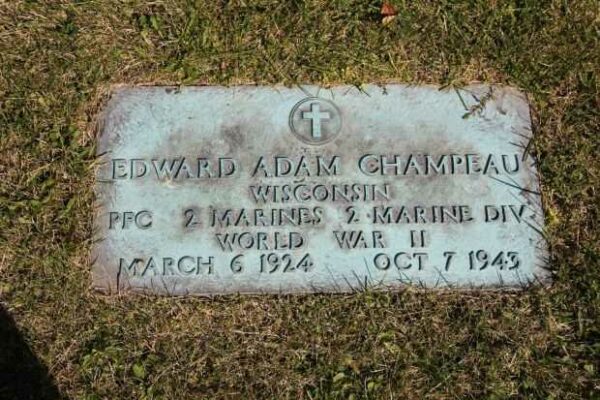 EDWARD ADAM CHAMPEAU
WISCONSIN
PFC 2 MARINES 2 MARINE DIV
WORLD WAR II
MARCH 6 1924 OCT 7 1943